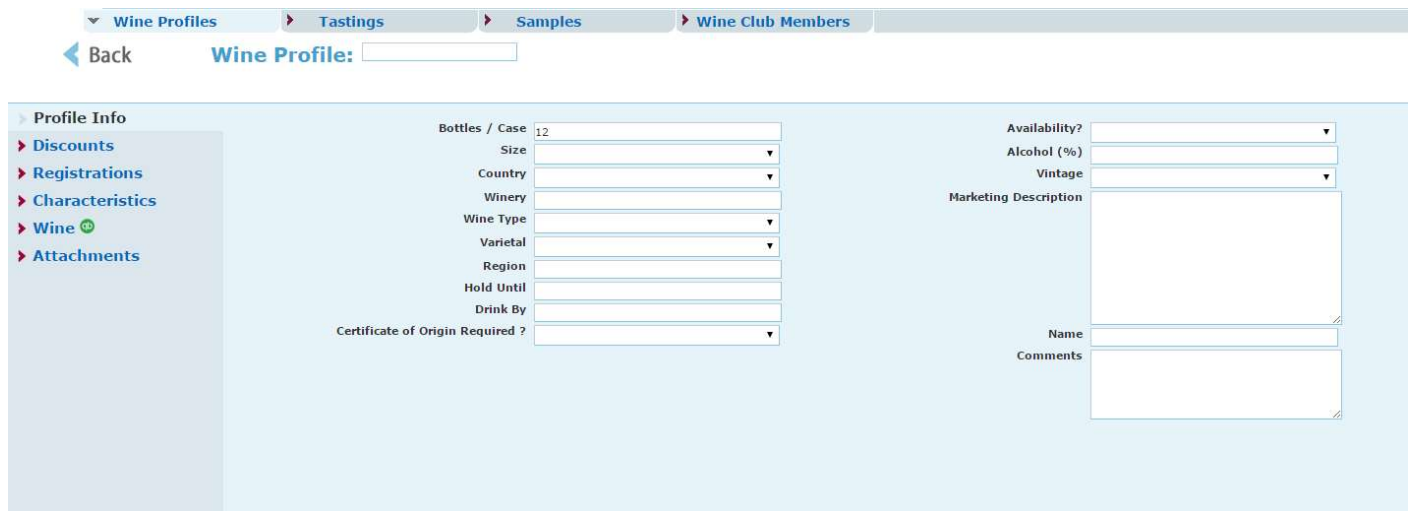 Wine Profiles Tastings Samples Wine Club Members
Back Wine Profile:
Profile Info
Discounts
Registrations
Characteristics
Wine qb
Attachments
Bottles / Case 12
Size
Country
Winery
Wine Type
Varietal
Region
Hold Until
Drink By
Certificate of Origin Required ?
Availability?
Alcohol (%)
Vintage
Marketing Description
Name
Comments